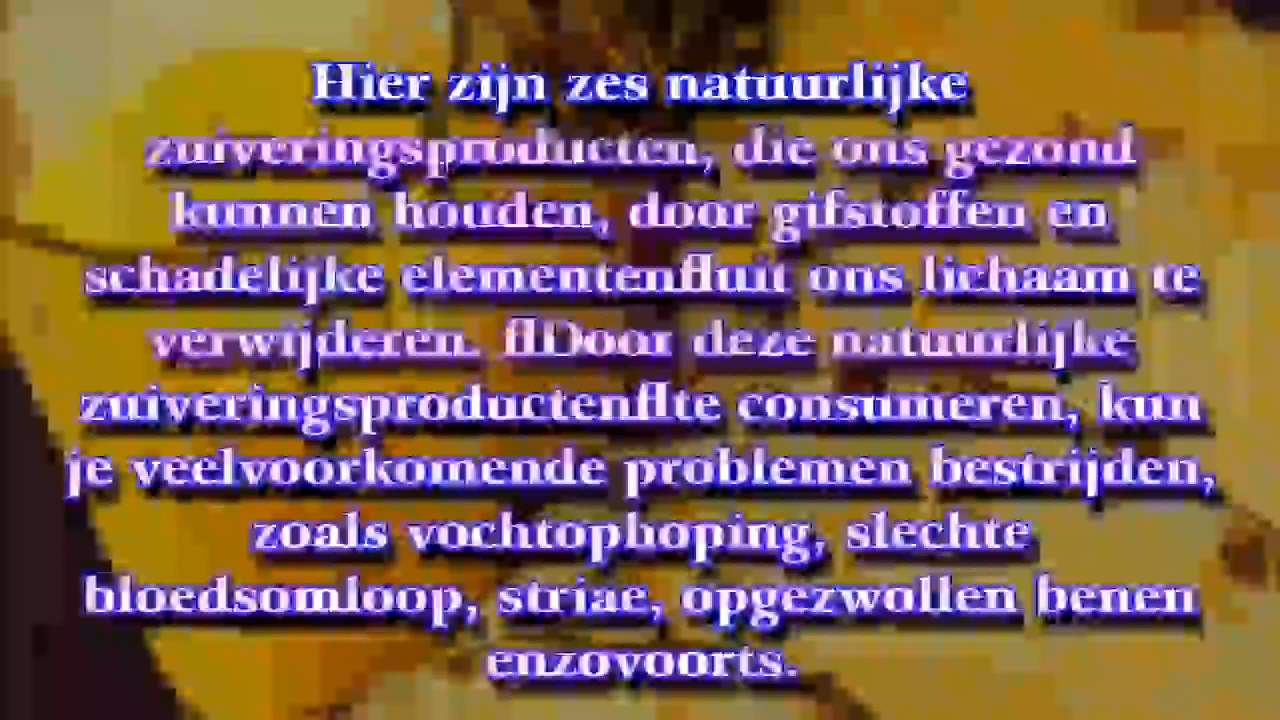 Hier zijn zes natuurlijke
zuiveringsproducten, die ons gezond
kunnen houden, door gifstoffen en
schadelijke elementenfluit ons lichaam te
verwijderen. flDoor deze natuurlijke
zuiveringsproductenflte consumeren, kun
je veelvoorkomende problemen bestrijden,
zoals vochtophoping, slechte
bloedsomloop, striae, opgezwollen benen
enzovoorts.